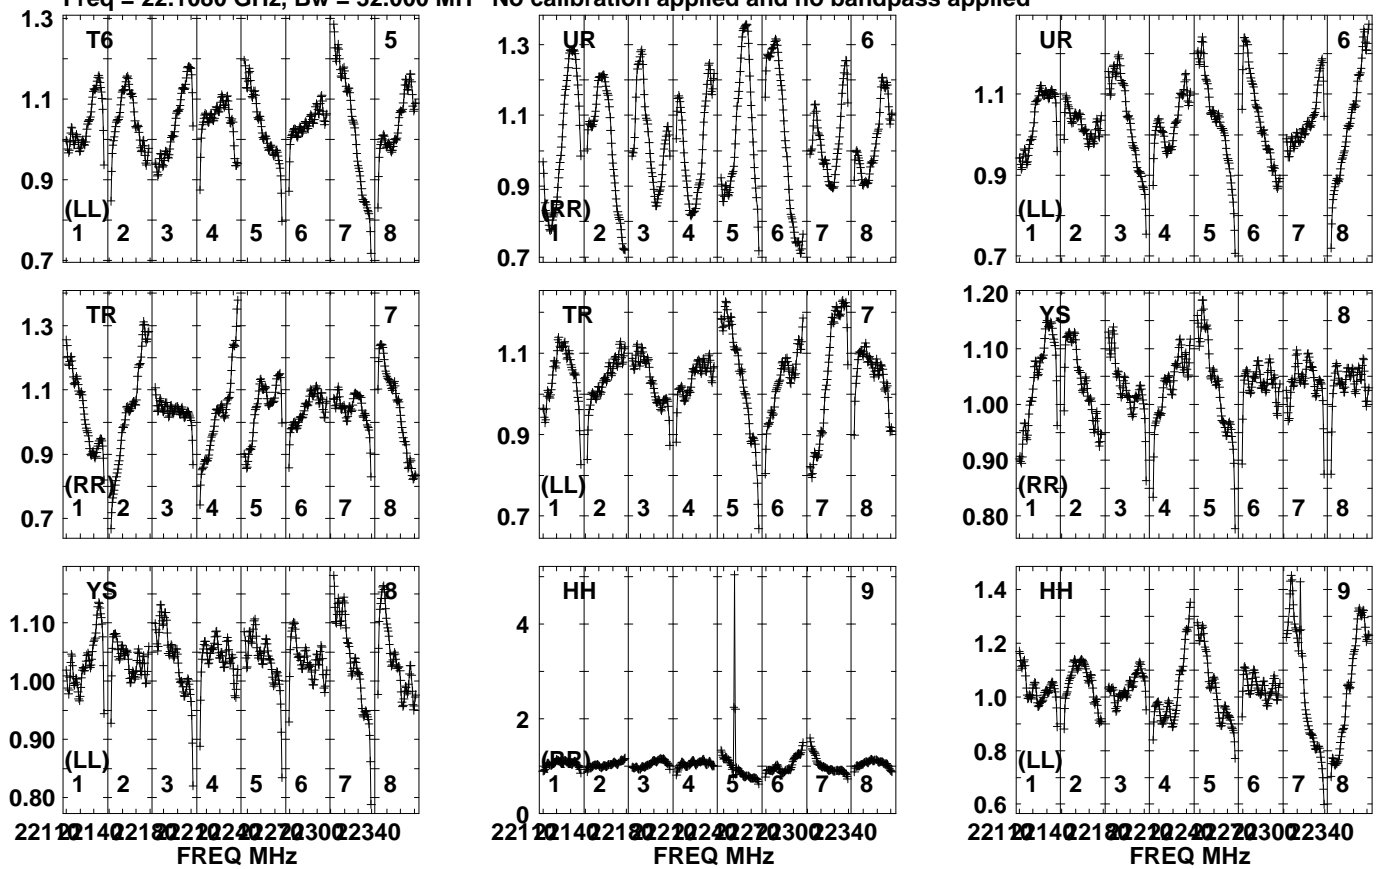 Freq = 22.1080 GHz, Bw = 32.000 MH No calibration applied and no bandpass applied
1.3 T6 5
1.1
0.9
(LL)
1 2 3 4 5 6 7 8
0.7
1.3 UR 6
1.1
0.9
(RR)
1 2 3 4 5 6 7 8
0.7
UR 6
1.1
0.9
(LL)
1 2 3 4 5 6 7 8
0.7
TR 7
1.3
1.1
0.9
(RR)
1 2 3 4 5 6 7 8
0.7
TR 7
1.1
0.9
(LL)
1 2 3 4 5 6 7 8
0.7
1.20
YS 8
1.10
1.00
0.90
(RR)
1 2 3 4 5 6 7 8
0.80
YS 8
1.10
1.00
0.90
(LL)
1 2 3 4 5 6 7 8
0.80
HH 9
4
2
(RR)
1 2 3 4 5 6 7 8
0
HH 9
1.4
1.2
1.0
0.8
(LL)
1 2 3 4 5 6 7 8
0.6
22340
FREQ MHz
22340
FREQ MHz
22340
FREQ MHz